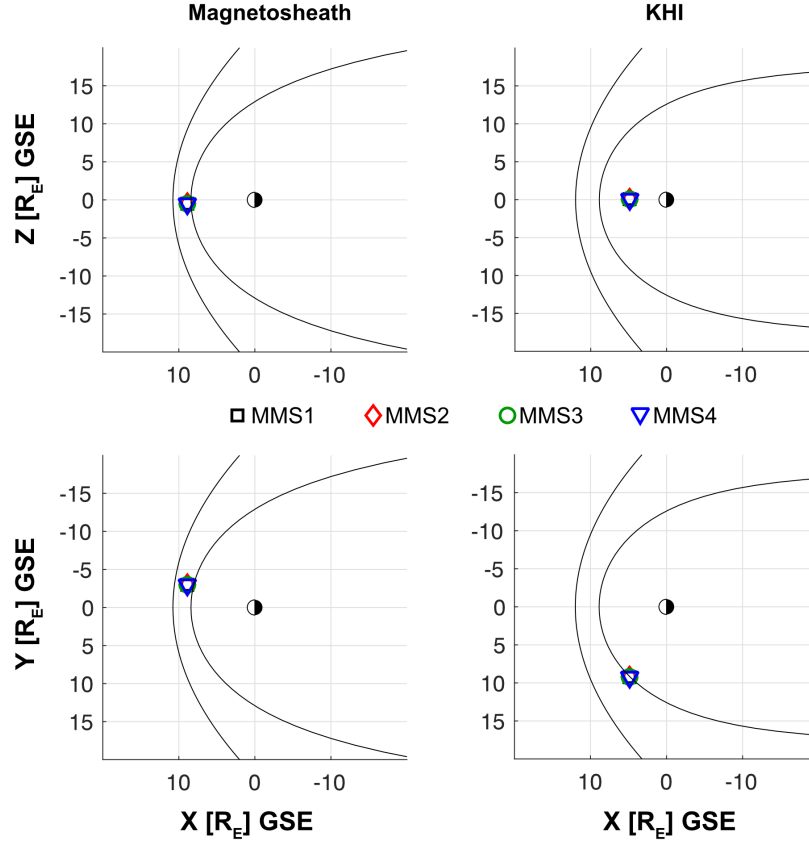 Magnetosheath KHI
Z [R_E] GSE
15 15
10 10
5 5
0 0
-5 -5
-10 -10
-15 -15
10 0 -10 10 0 -10
MMS1 MMS2 MMS3 MMS4
Y [R_E] GSE
-15 -15
-10 -10
-5 -5
0 0
5 5
10 10
15 15
10 0 -10 10 0 -10
X [R_E] GSE X [R_E] GSE